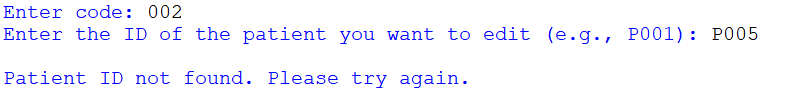 Enter code: 002
Enter the ID of the patient you want to edit (e.g., P001): P005
Patient ID not found. Please try again.